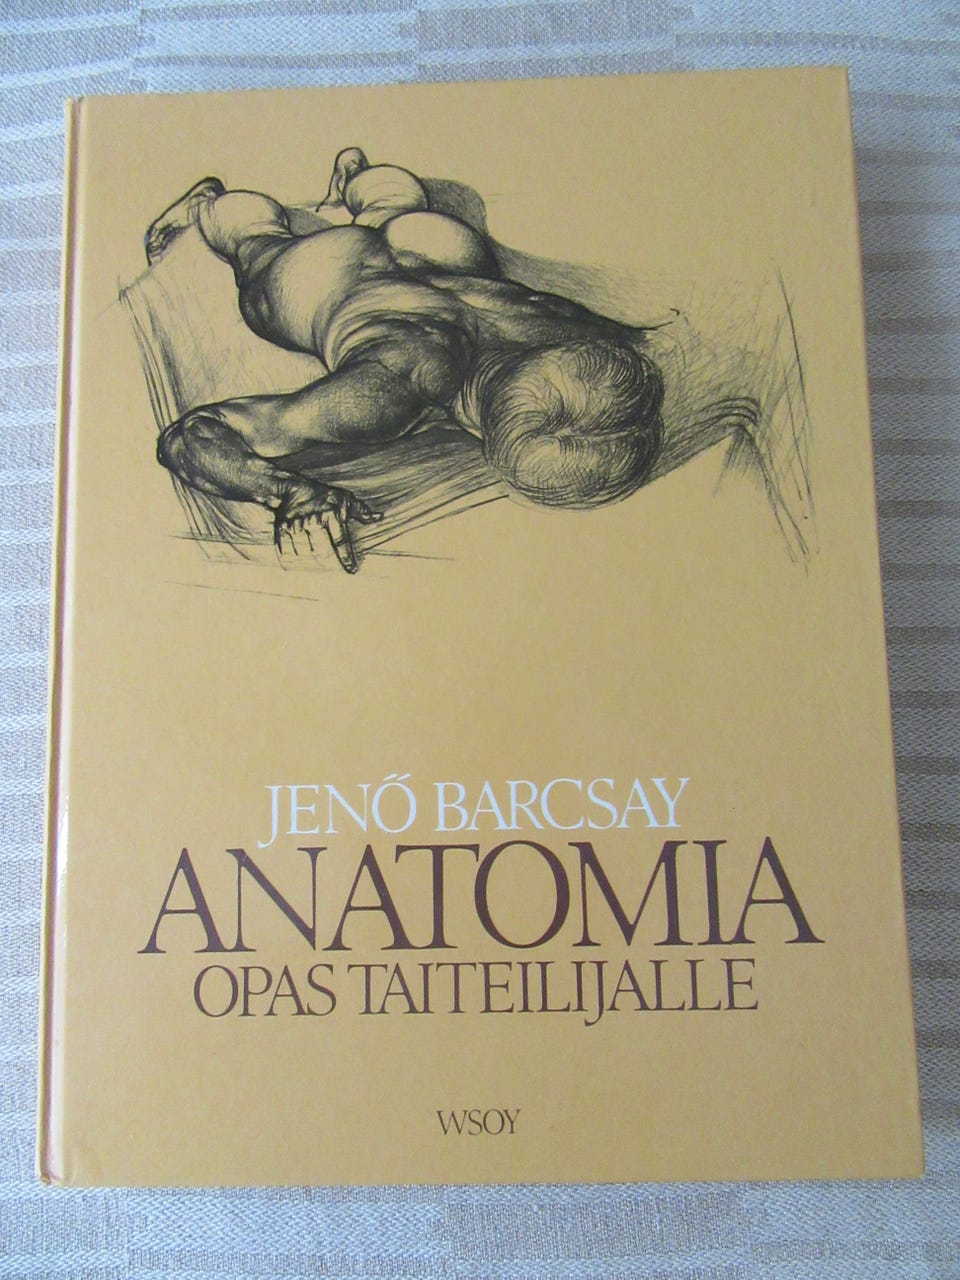 JENŐ BARCSAY
ANATOMIA
OPAS TAITEILIJALLE
WSOY